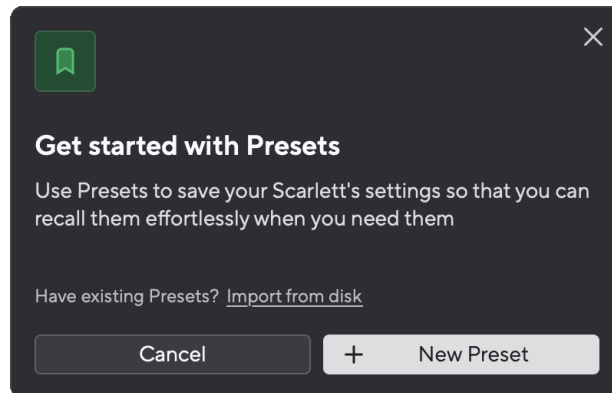 Get started with Presets
Use Presets to save your Scarlett's settings so that you can
recall them effortlessly when you need them
Have existing Presets? Import from disk
Cancel
+ New Preset